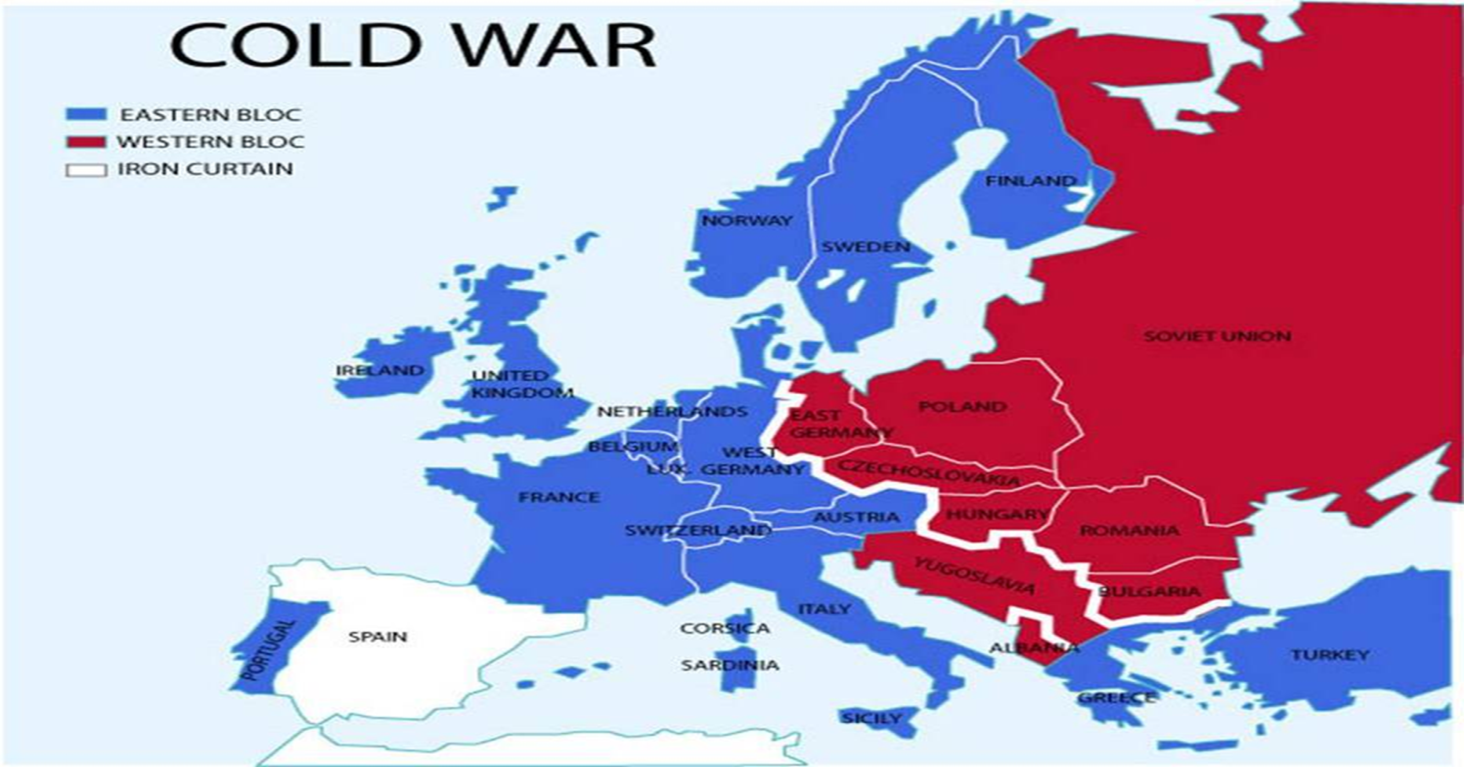 COLD WAR
EASTERN BLOC
WESTERN BLOC
IRON CURTAIN
FINLAND
NORWAY
SWEDEN
SOVIET UNION
IRELAND
UNITED
KINGDOM
NETHERLANDS
EAST
GERMANY
POLAND
BELGIUM
WEST
GERMANY
LUX.
CZECHOSLOVAKIA
FRANCE
AUSTRIA
HUNGARY
SWITZERLAND
ROMANIA
YUGOSLAVIA
BULGARIA
ITALY
CORSICA
PORTUGAL
SPAIN
ALBANIA
TURKEY
SARDINIA
GREECE
SICILY